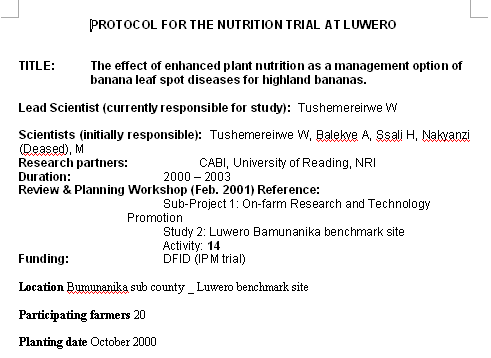 PROTOCOL FOR THE NUTRITION TRIAL AT LUWERO
TITLE: The effect of enhanced plant nutrition as a management option of
banana leaf spot diseases for highland bananas.
Lead Scientist (currently responsible for study): Tushemereirwe W
Scientists (initially responsible): Tushemereirwe W, Balekye A, Ssali H, Nakyanzi
(Deased), M
Research partners: CABI, University of Reading, NRI
Duration: 2000 – 2003
Review & Planning Workshop (Feb. 2001) Reference:
Sub-Project 1: On-farm Research and Technology
Promotion
Study 2: Luwero Bamunanika benchmark site
Activity: 14
Funding: DFID (IPM trial)
Location Bumunanika sub county _ Luwero benchmark site
Participating farmers 20
Planting date October 2000